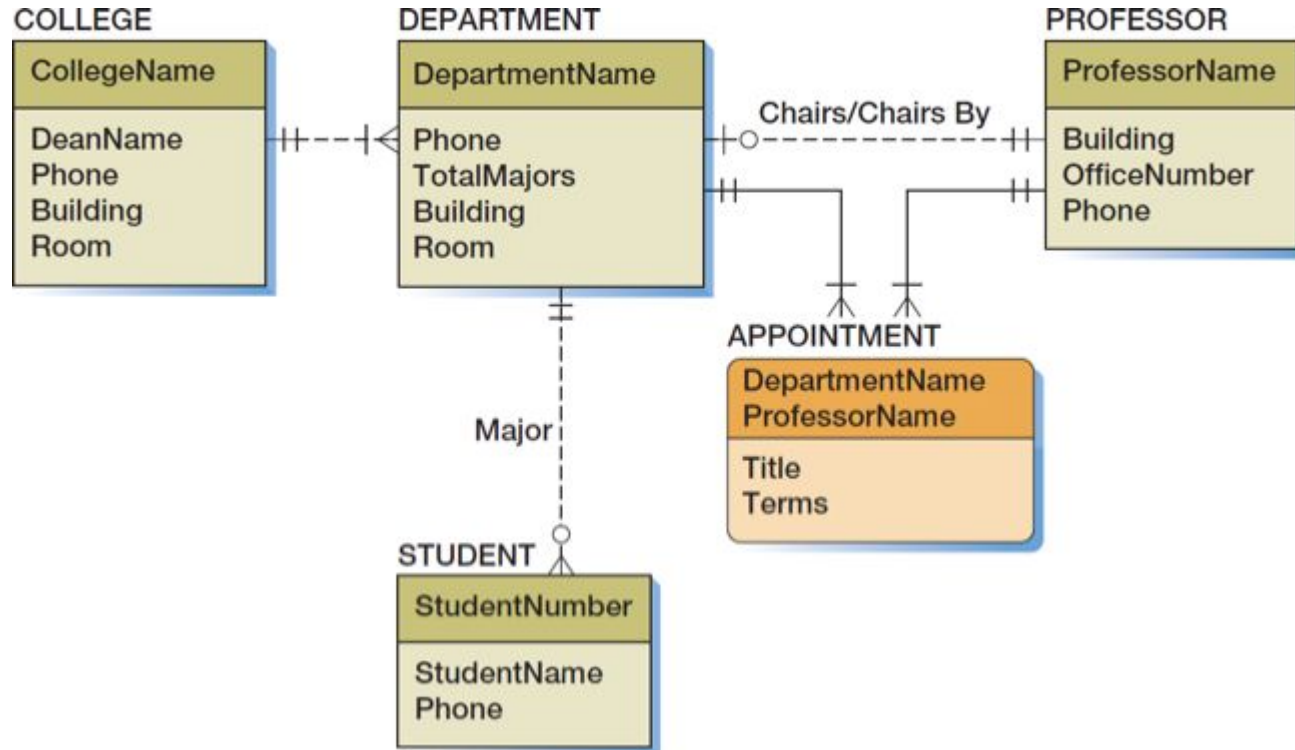 COLLEGE
CollegeName
DeanName
Phone
Building
Room
DEPARTMENT
DepartmentName
Phone
TotalMajors
Building
Room
Chairs/Chairs By
PROFESSOR
ProfessorName
Building
OfficeNumber
Phone
APPOINTMENT
DepartmentName
ProfessorName
Title
Terms
Major
STUDENT
StudentNumber
StudentName
Phone